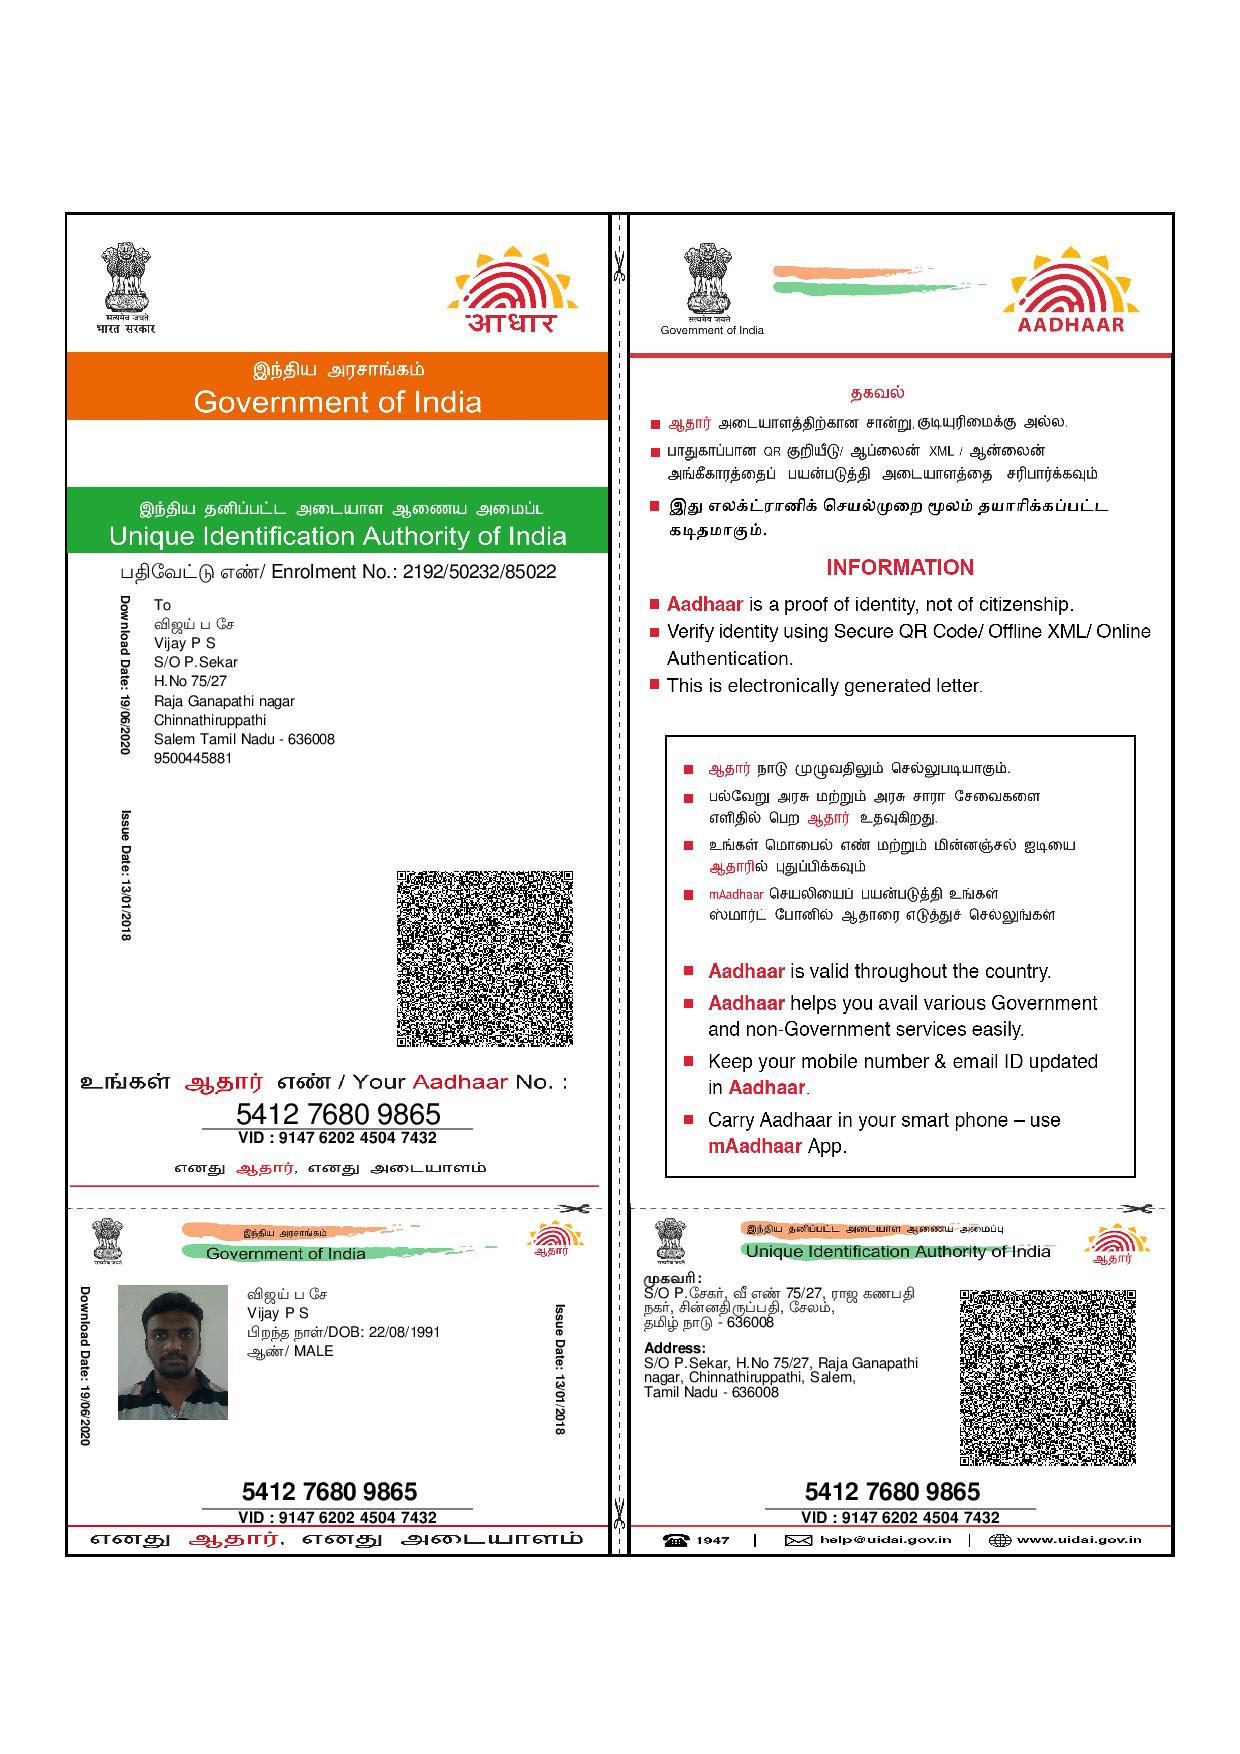 सत्यमेव जयते
भारत सरकार
आधार
இந்திய அரசாங்கம்
Government of India
இந்திய தனிப்பட்ட அடையாள ஆணைய அமைப்ப
Unique Identification Authority of India
பதிவேட்டு எண்/ Enrolment No.: 2192/50232/85022
Download Date: 19/06/2020
To
விஜய் ப சே
Vijay P S
S/O P.Sekar
H.No 75/27
Raja Ganapathi nagar
Chinnathiruppathi
Salem Tamil Nadu - 636008
9500445881
Issue Date: 13/01/2018
உங்கள் ஆதார் எண் / Your Aadhaar No. :
5412 7680 9865
VID : 9147 6202 4504 7432
எனது ஆதார், எனது அடையாளம்
सत्यमेव जयते
Government of India
AADHAAR
தகவல்
ஆதார் அடையாளத்திற்கான சான்று, குடியுரிமைக்கு அல்ல.
பாதுகாப்பான QR குறியீடு/ ஆப்லைன் XML / ஆன்லைன்
அங்கீகாரத்தைப் பயன்படுத்தி அடையாளத்தை சரிபார்க்கவும்
இது எலக்ட்ரானிக் செயல்முறை மூலம் தயாரிக்கப்பட்ட
கடிதமாகும்.
INFORMATION
Aadhaar is a proof of identity, not of citizenship.
Verify identity using Secure QR Code/ Offline XML/ Online
Authentication.
This is electronically generated letter.
ஆதார் நாடு முழுவதிலும் செல்லுபடியாகும்.
பல்வேறு அரசு மற்றும் அரசு சாரா சேவைகளை
எளிதில் பெற ஆதார் உதவுகிறது.
உங்கள் மொபைல் எண் மற்றும் மின்னஞ்சல் ஐடியை
ஆதாரில் புதுப்பிக்கவும்
mAadhaar செயலியைப் பயன்படுத்தி உங்கள்
ஸ்மார்ட் போனில் ஆதாரை எடுத்துச் செல்லுங்கள்
Aadhaar is valid throughout the country.
Aadhaar helps you avail various Government
and non-Government services easily.
Keep your mobile number & email ID updated
in Aadhaar.
Carry Aadhaar in your smart phone – use
mAadhaar App.
सत्यमेव जयते
இந்திய அரசாங்கம்
Government of India
ஆதார்
Download Date: 19/06/2020
விஜய் ப சே
Vijay P S
பிறந்த நாள்/DOB: 22/08/1991
ஆண்/ MALE
Issue Date: 13/01/2018
5412 7680 9865
VID : 9147 6202 4504 7432
எனது ஆதார், எனது அடையாளம்
सत्यमेव जयते
இந்திய தனிப்பட்ட அடையாள ஆணைய அமைப்பு
Unique Identification Authority of India
ஆதார்
முகவரி :
S/O P.சேகர், வீ எண் 75/27, ராஜ கணபதி
நகர், சின்னதிருப்பதி, சேலம்,
தமிழ் நாடு - 636008
Address:
S/O P.Sekar, H.No 75/27, Raja Ganapathi
nagar, Chinnathiruppathi, Salem,
Tamil Nadu - 636008
5412 7680 9865
VID : 9147 6202 4504 7432
1947 | help@uidai.gov.in | www.uidai.gov.in